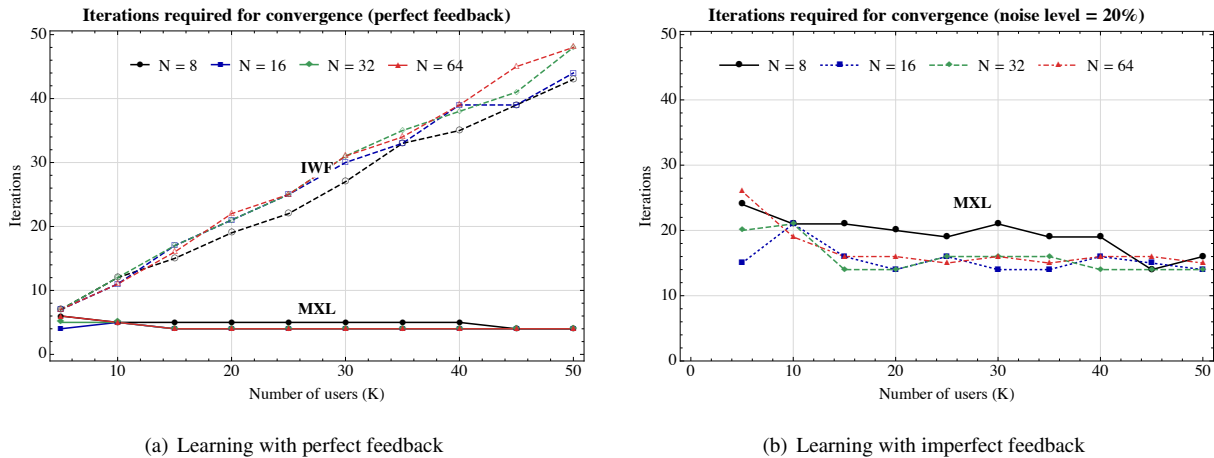 Iterations required for convergence (perfect feedback)
50
40
30
20
10
0
Iterations
N = 8 N = 16 N = 32 N = 64
IWF
MXL
10 20 30 40 50
Number of users (K)
(a) Learning with perfect feedback
Iterations required for convergence (noise level = 20%)
50
40
30
20
10
0
Iterations
N = 8 N = 16 N = 32 N = 64
MXL
0 10 20 30 40 50
Number of users (K)
(b) Learning with imperfect feedback